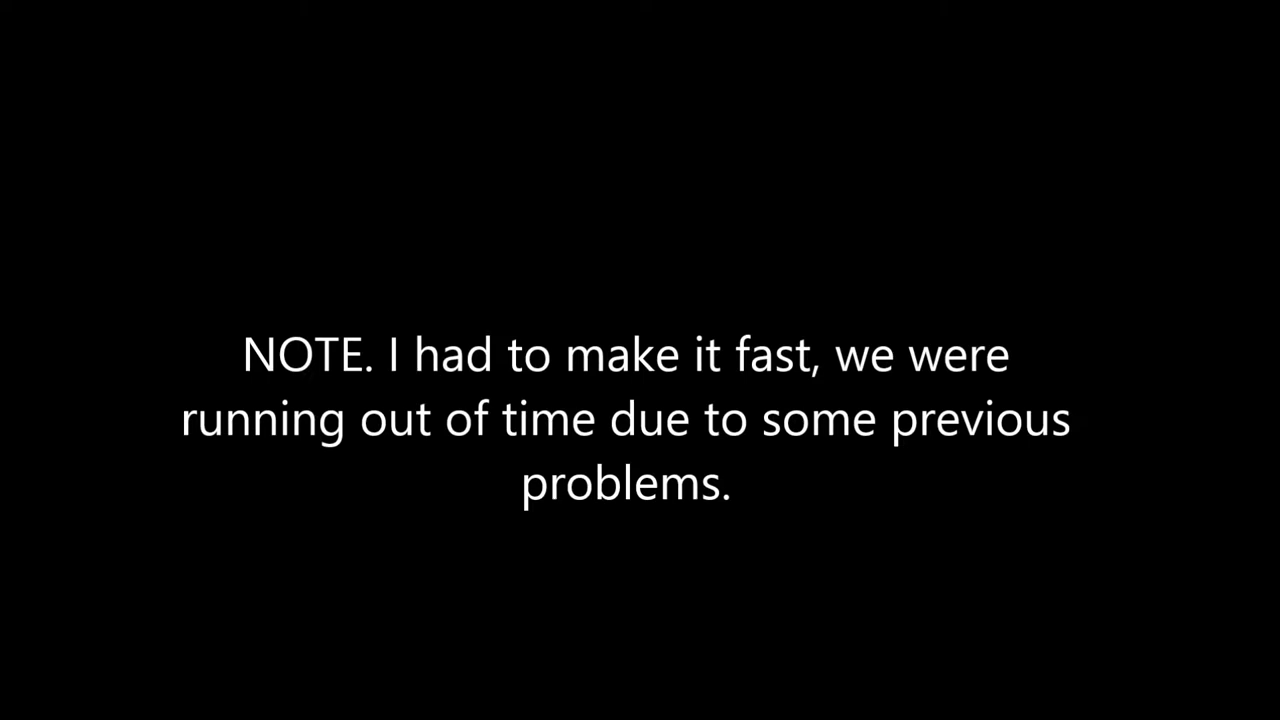 NOTE. I had to make it fast, we were
running out of time due to some previous
problems.